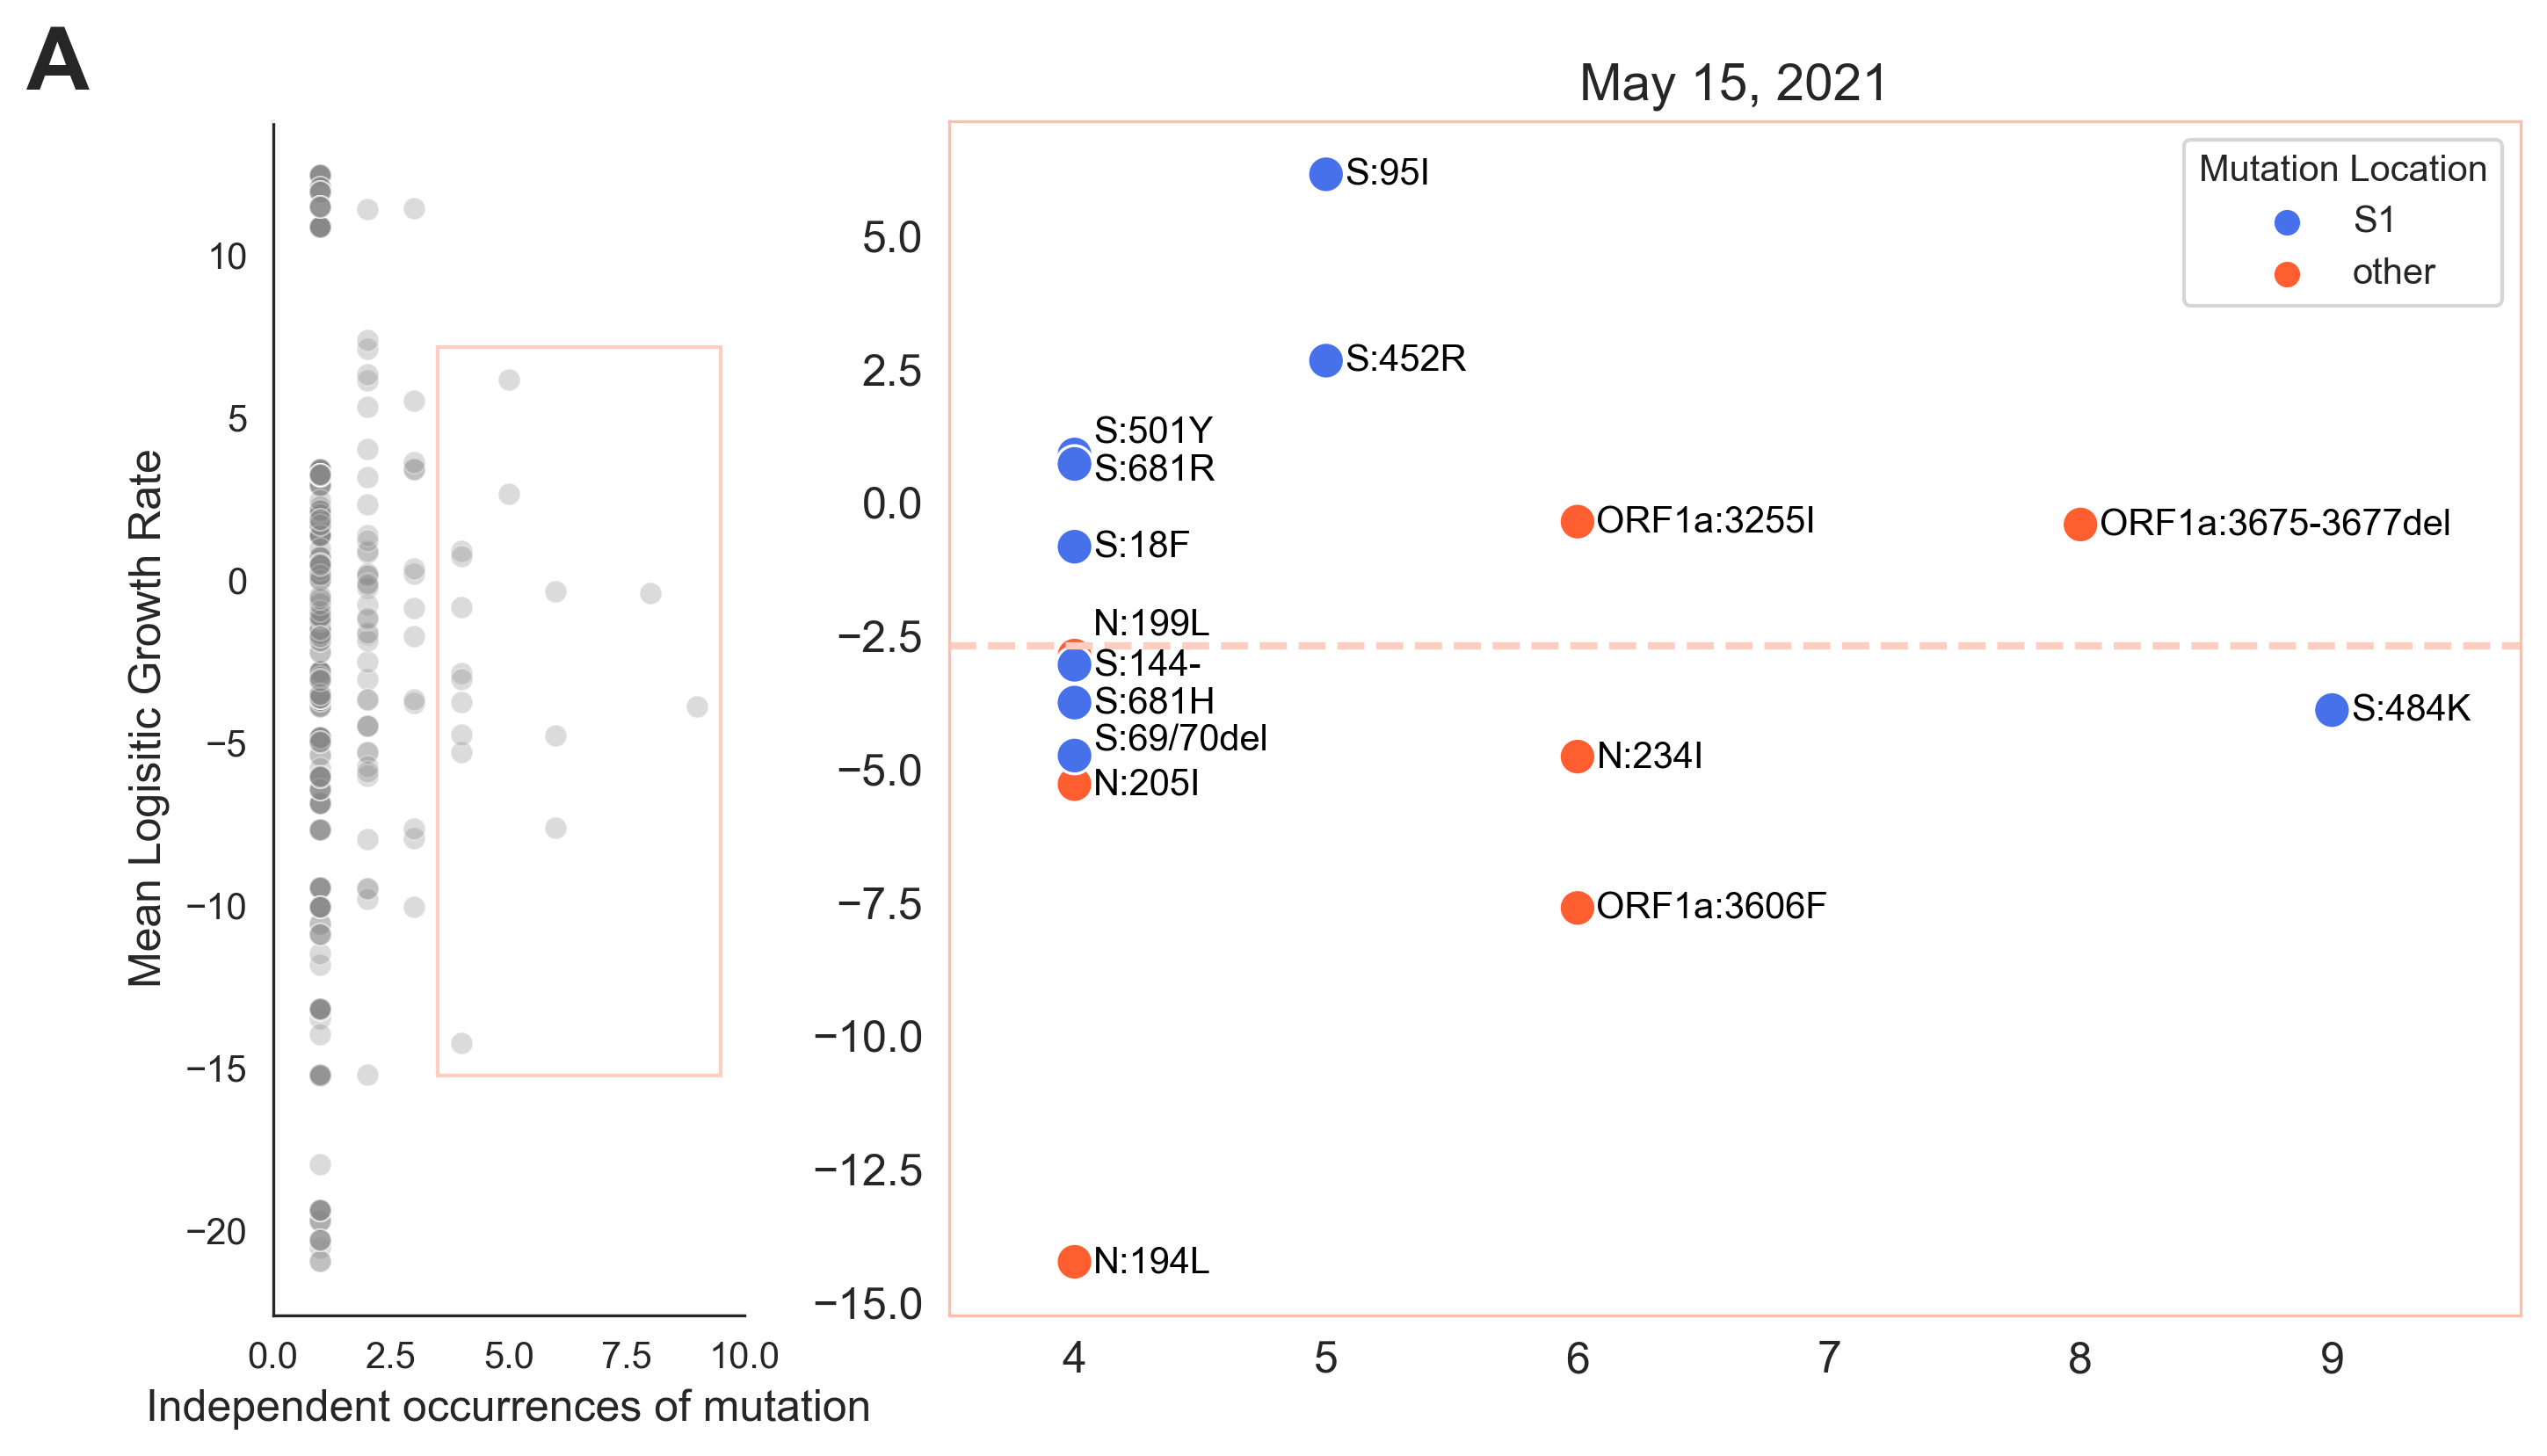 A
May 15, 2021
Mean Logisitic Growth Rate
10
5
0
−5
−10
−15
−20
0.0 2.5 5.0 7.5 10.0
Independent occurrences of mutation
5.0
2.5
0.0
−2.5
−5.0
−7.5
−10.0
−12.5
−15.0
4 5 6 7 8 9
Mutation Location
S1
other
S:95I
S:452R
S:501Y
S:681R
S:18F
ORF1a:3255I
ORF1a:3675-3677del
N:199L
S:144-
S:681H
S:484K
S:69/70del
N:234I
N:205I
ORF1a:3606F
N:194L